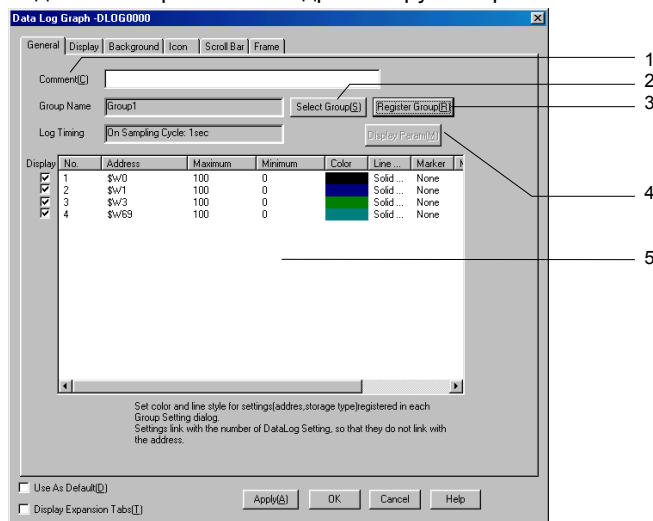 Data Log Graph -DLOG0000
General Display Background Icon Scroll Bar Frame
Comment(C) 1
2
Group Name Group1 Select Group(S) Register Group(R) 3
Log Timing On Sampling Cycle: 1sec Display Param(M)
4
Display No. Address Maximum Minimum Color Line ... Marker
1 $W0 100 0 Solid ... None
2 $W1 100 0 Solid ... None
3 $W3 100 0 Solid ... None
4 $W69 100 0 Solid ... None
5
Set color and line style for settings(addres,storage type)registered in each
Group Setting dialog.
Settings link with the number of DataLog Setting, so that they do not link with
the address.
Use As Default(D)
Apply(A) OK Cancel Help
Display Expansion Tabs(T)